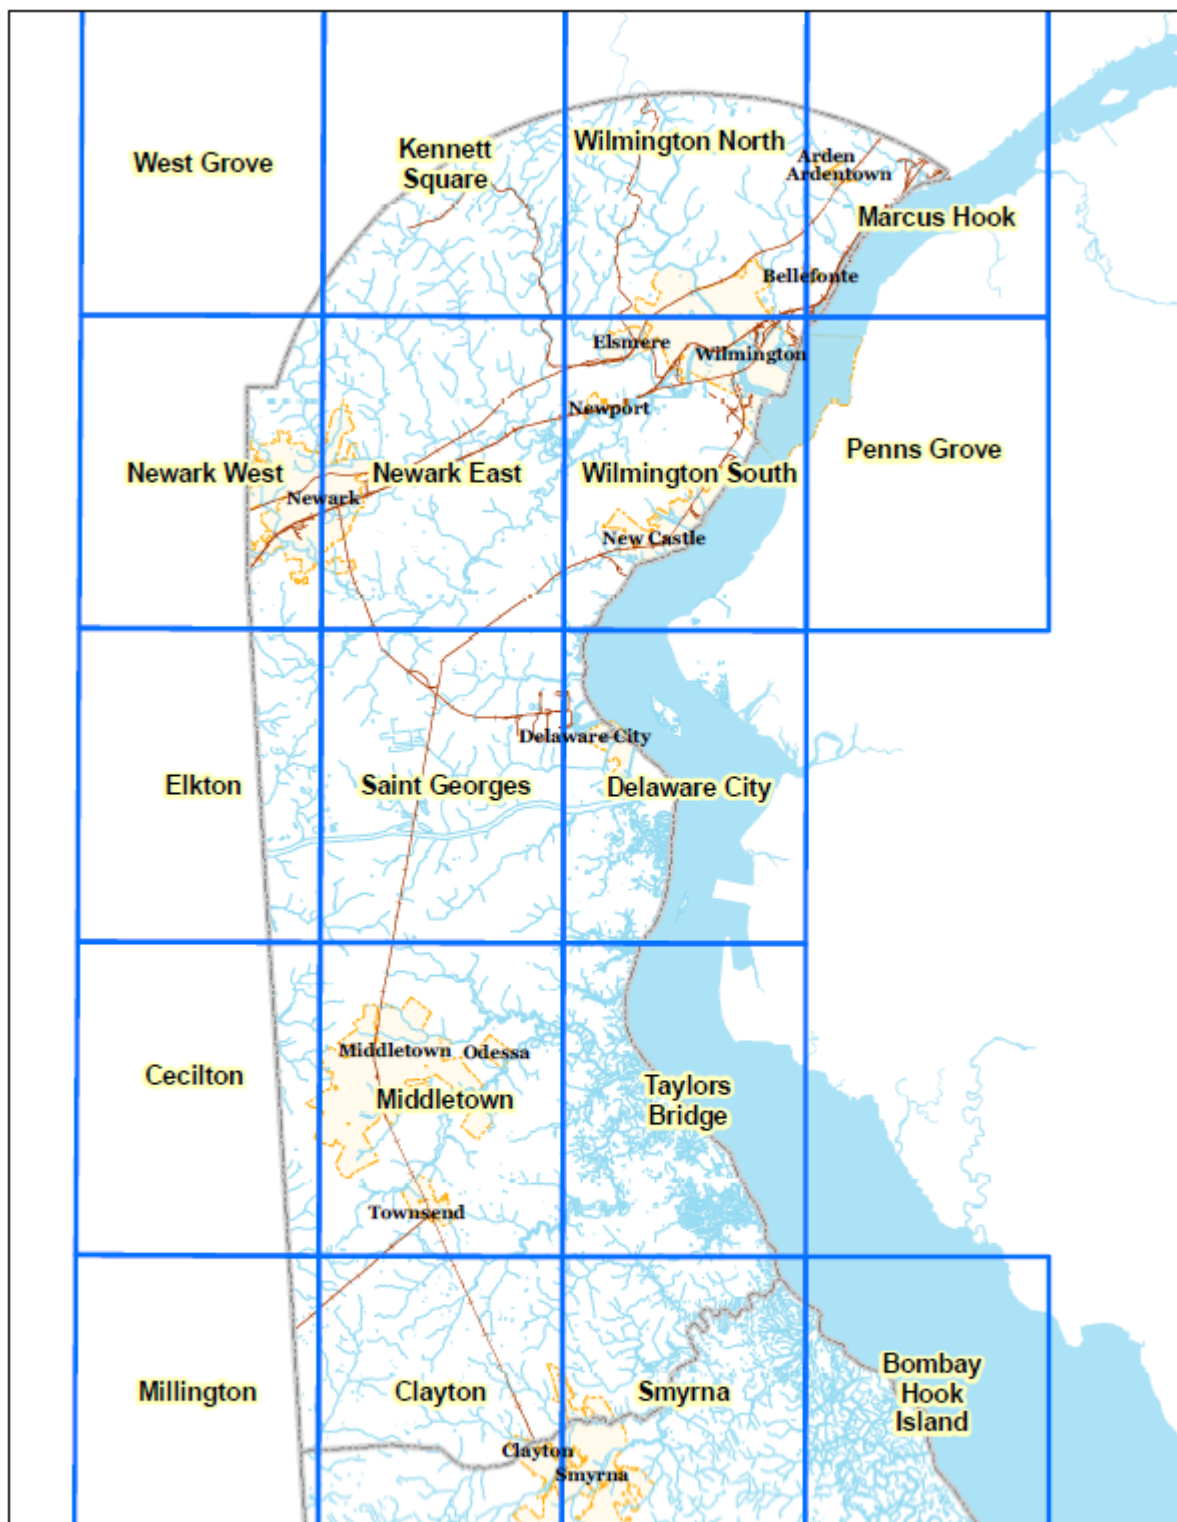 West Grove
Kennett
Square
Wilmington North
Arden
Ardentown
Marcus Hook
Bellefonte
Elsmere
Wilmington
Newport
Newark West
Newark East
Wilmington South
Penns Grove
Newark
New Castle
Delaware City
Elkton
Saint Georges
Delaware City
Middletown
Odessa
Cecilton
Middletown
Taylors
Bridge
Townsend
Millington
Clayton
Smyrna
Bombay
Hook
Island
Clayton
Smyrna